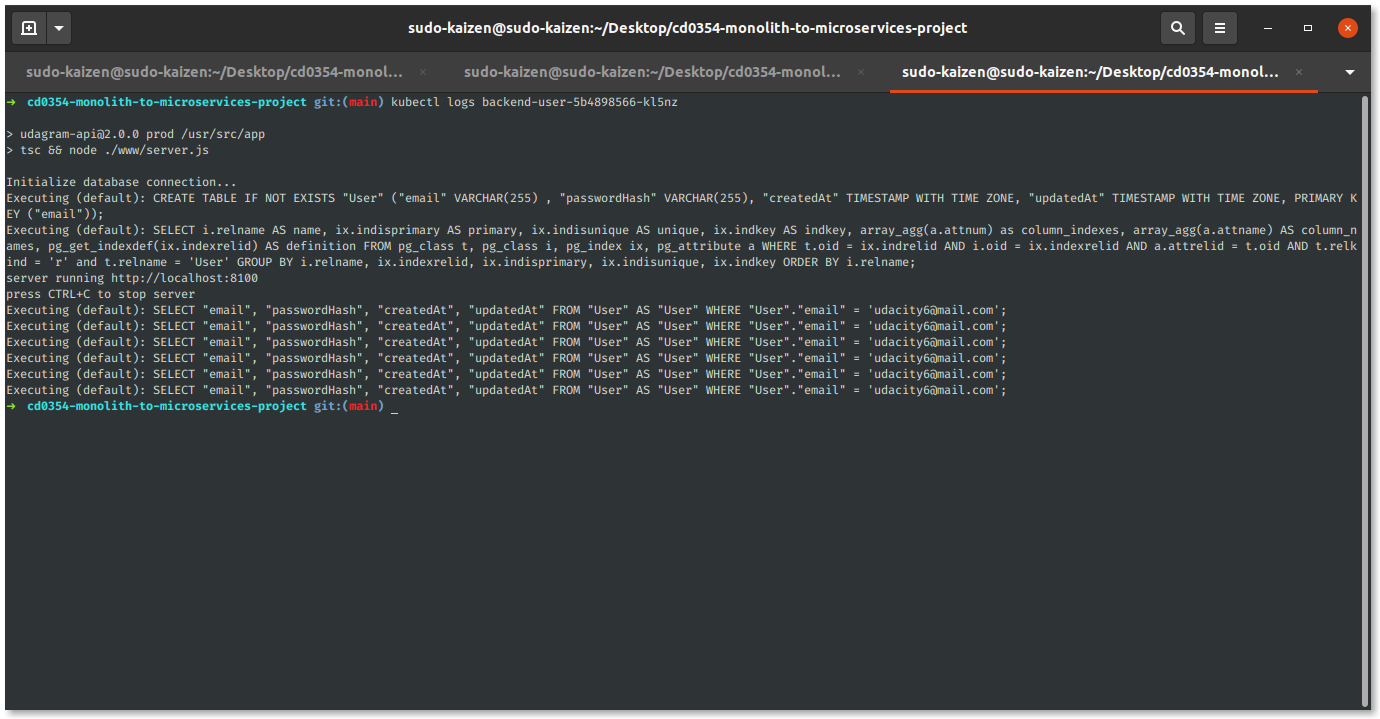 sudo-kaizen@sudo-kaizen:~/Desktop/cd0354-monolith-to-microservices-project
sudo-kaizen@sudo-kaizen:~/Desktop/cd0354-monol... sudo-kaizen@sudo-kaizen:~/Desktop/cd0354-monol... sudo-kaizen@sudo-kaizen:~/Desktop/cd0354-monol...
➜ cd0354-monolith-to-microservices-project git:(main) kubectl logs backend-user-5b4898566-kl5nz
> udagram-api@2.0.0 prod /usr/src/app
> tsc && node ./www/server.js
Initialize database connection...
Executing (default): CREATE TABLE IF NOT EXISTS "User" ("email" VARCHAR(255) , "passwordHash" VARCHAR(255), "createdAt" TIMESTAMP WITH TIME ZONE, "updatedAt" TIMESTAMP WITH TIME ZONE, PRIMARY K
EY ("email"));
Executing (default): SELECT i.relname AS name, ix.indisprimary AS primary, ix.indisunique AS unique, ix.indkey AS indkey, array_agg(a.attnum) as column_indexes, array_agg(a.attname) AS column_n
ames, pg_get_indexdef(ix.indexrelid) AS definition FROM pg_class t, pg_class i, pg_index ix, pg_attribute a WHERE t.oid = ix.indrelid AND i.oid = ix.indexrelid AND a.attrelid = t.oid AND t.relk
ind = 'r' and t.relname = 'User' GROUP BY i.relname, ix.indexrelid, ix.indisprimary, ix.indisunique, ix.indkey ORDER BY i.relname;
server running http://localhost:8100
press CTRL+C to stop server
Executing (default): SELECT "email", "passwordHash", "createdAt", "updatedAt" FROM "User" AS "User" WHERE "User"."email" = 'udacity6@mail.com';
Executing (default): SELECT "email", "passwordHash", "createdAt", "updatedAt" FROM "User" AS "User" WHERE "User"."email" = 'udacity6@mail.com';
Executing (default): SELECT "email", "passwordHash", "createdAt", "updatedAt" FROM "User" AS "User" WHERE "User"."email" = 'udacity6@mail.com';
Executing (default): SELECT "email", "passwordHash", "createdAt", "updatedAt" FROM "User" AS "User" WHERE "User"."email" = 'udacity6@mail.com';
Executing (default): SELECT "email", "passwordHash", "createdAt", "updatedAt" FROM "User" AS "User" WHERE "User"."email" = 'udacity6@mail.com';
Executing (default): SELECT "email", "passwordHash", "createdAt", "updatedAt" FROM "User" AS "User" WHERE "User"."email" = 'udacity6@mail.com';
➜ cd0354-monolith-to-microservices-project git:(main) _